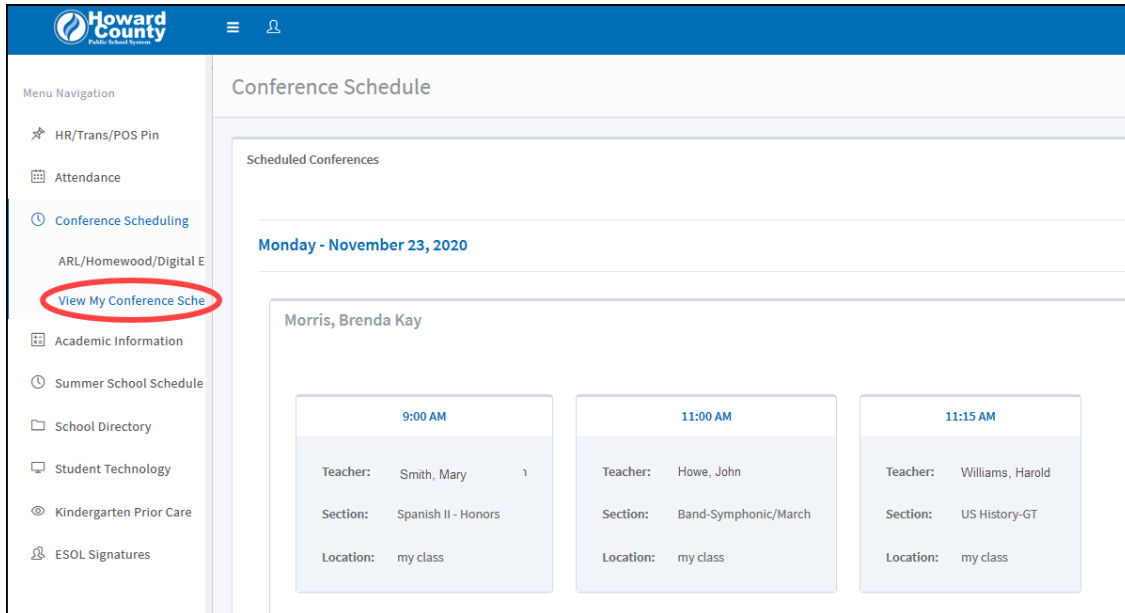 Howard
County
Public School System
Menu Navigation
HR/Trans/POS Pin
Attendance
Conference Scheduling
ARL/Homewood/Digital E
View My Conference Sche
Academic Information
Summer School Schedule
School Directory
Student Technology
Kindergarten Prior Care
ESOL Signatures
Conference Schedule
Scheduled Conferences
Monday - November 23, 2020
Morris, Brenda Kay
9:00 AM
Teacher: Smith, Mary
Section: Spanish II - Honors
Location: my class
11:00 AM
Teacher: Howe, John
Section: Band-Symphonic/March
Location: my class
11:15 AM
Teacher: Williams, Harold
Section: US History-GT
Location: my class